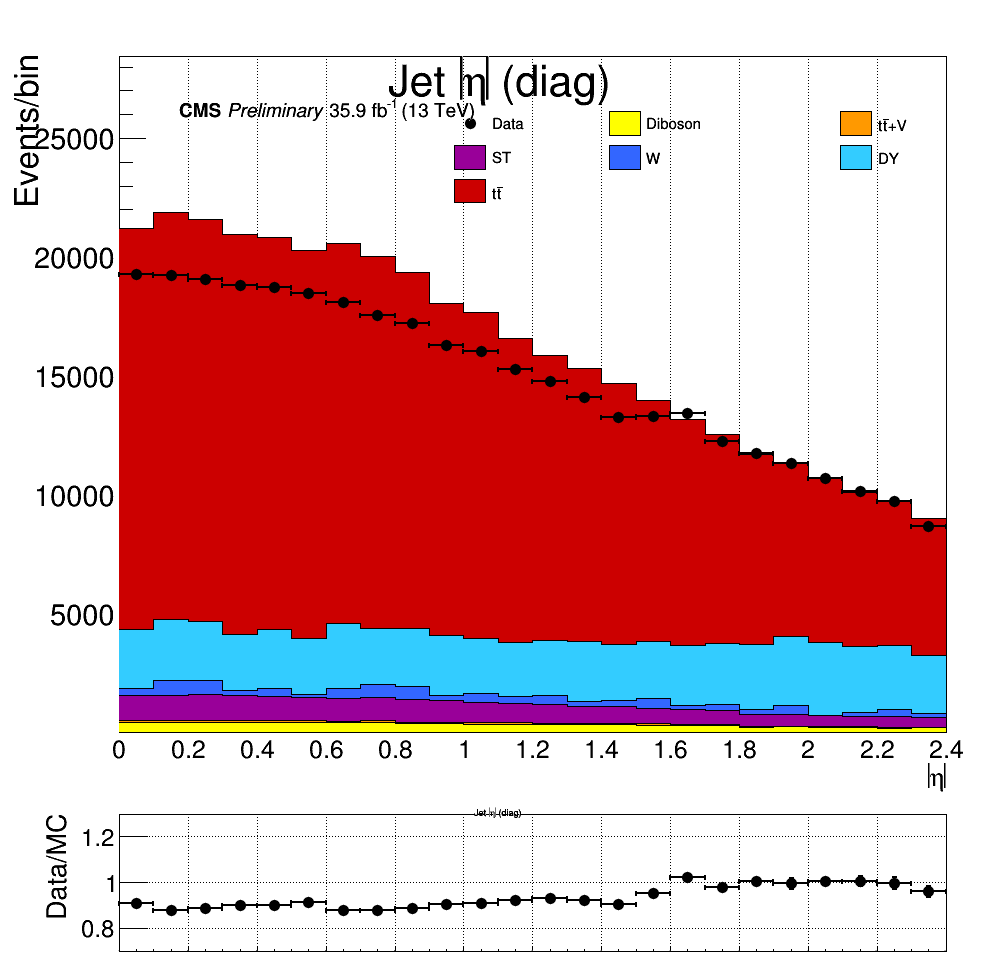 Jet |η| (diag)
CMS Preliminary 35.9 fb⁻¹ (13 TeV)
Events/bin
Data
Diboson
tt̄+V
ST
W
DY
tt̄
25000
20000
15000
10000
5000
0 0.2 0.4 0.6 0.8 1 1.2 1.4 1.6 1.8 2 2.2 2.4
|η|
Jet |η| (diag)
Data/MC
1.2
1
0.8